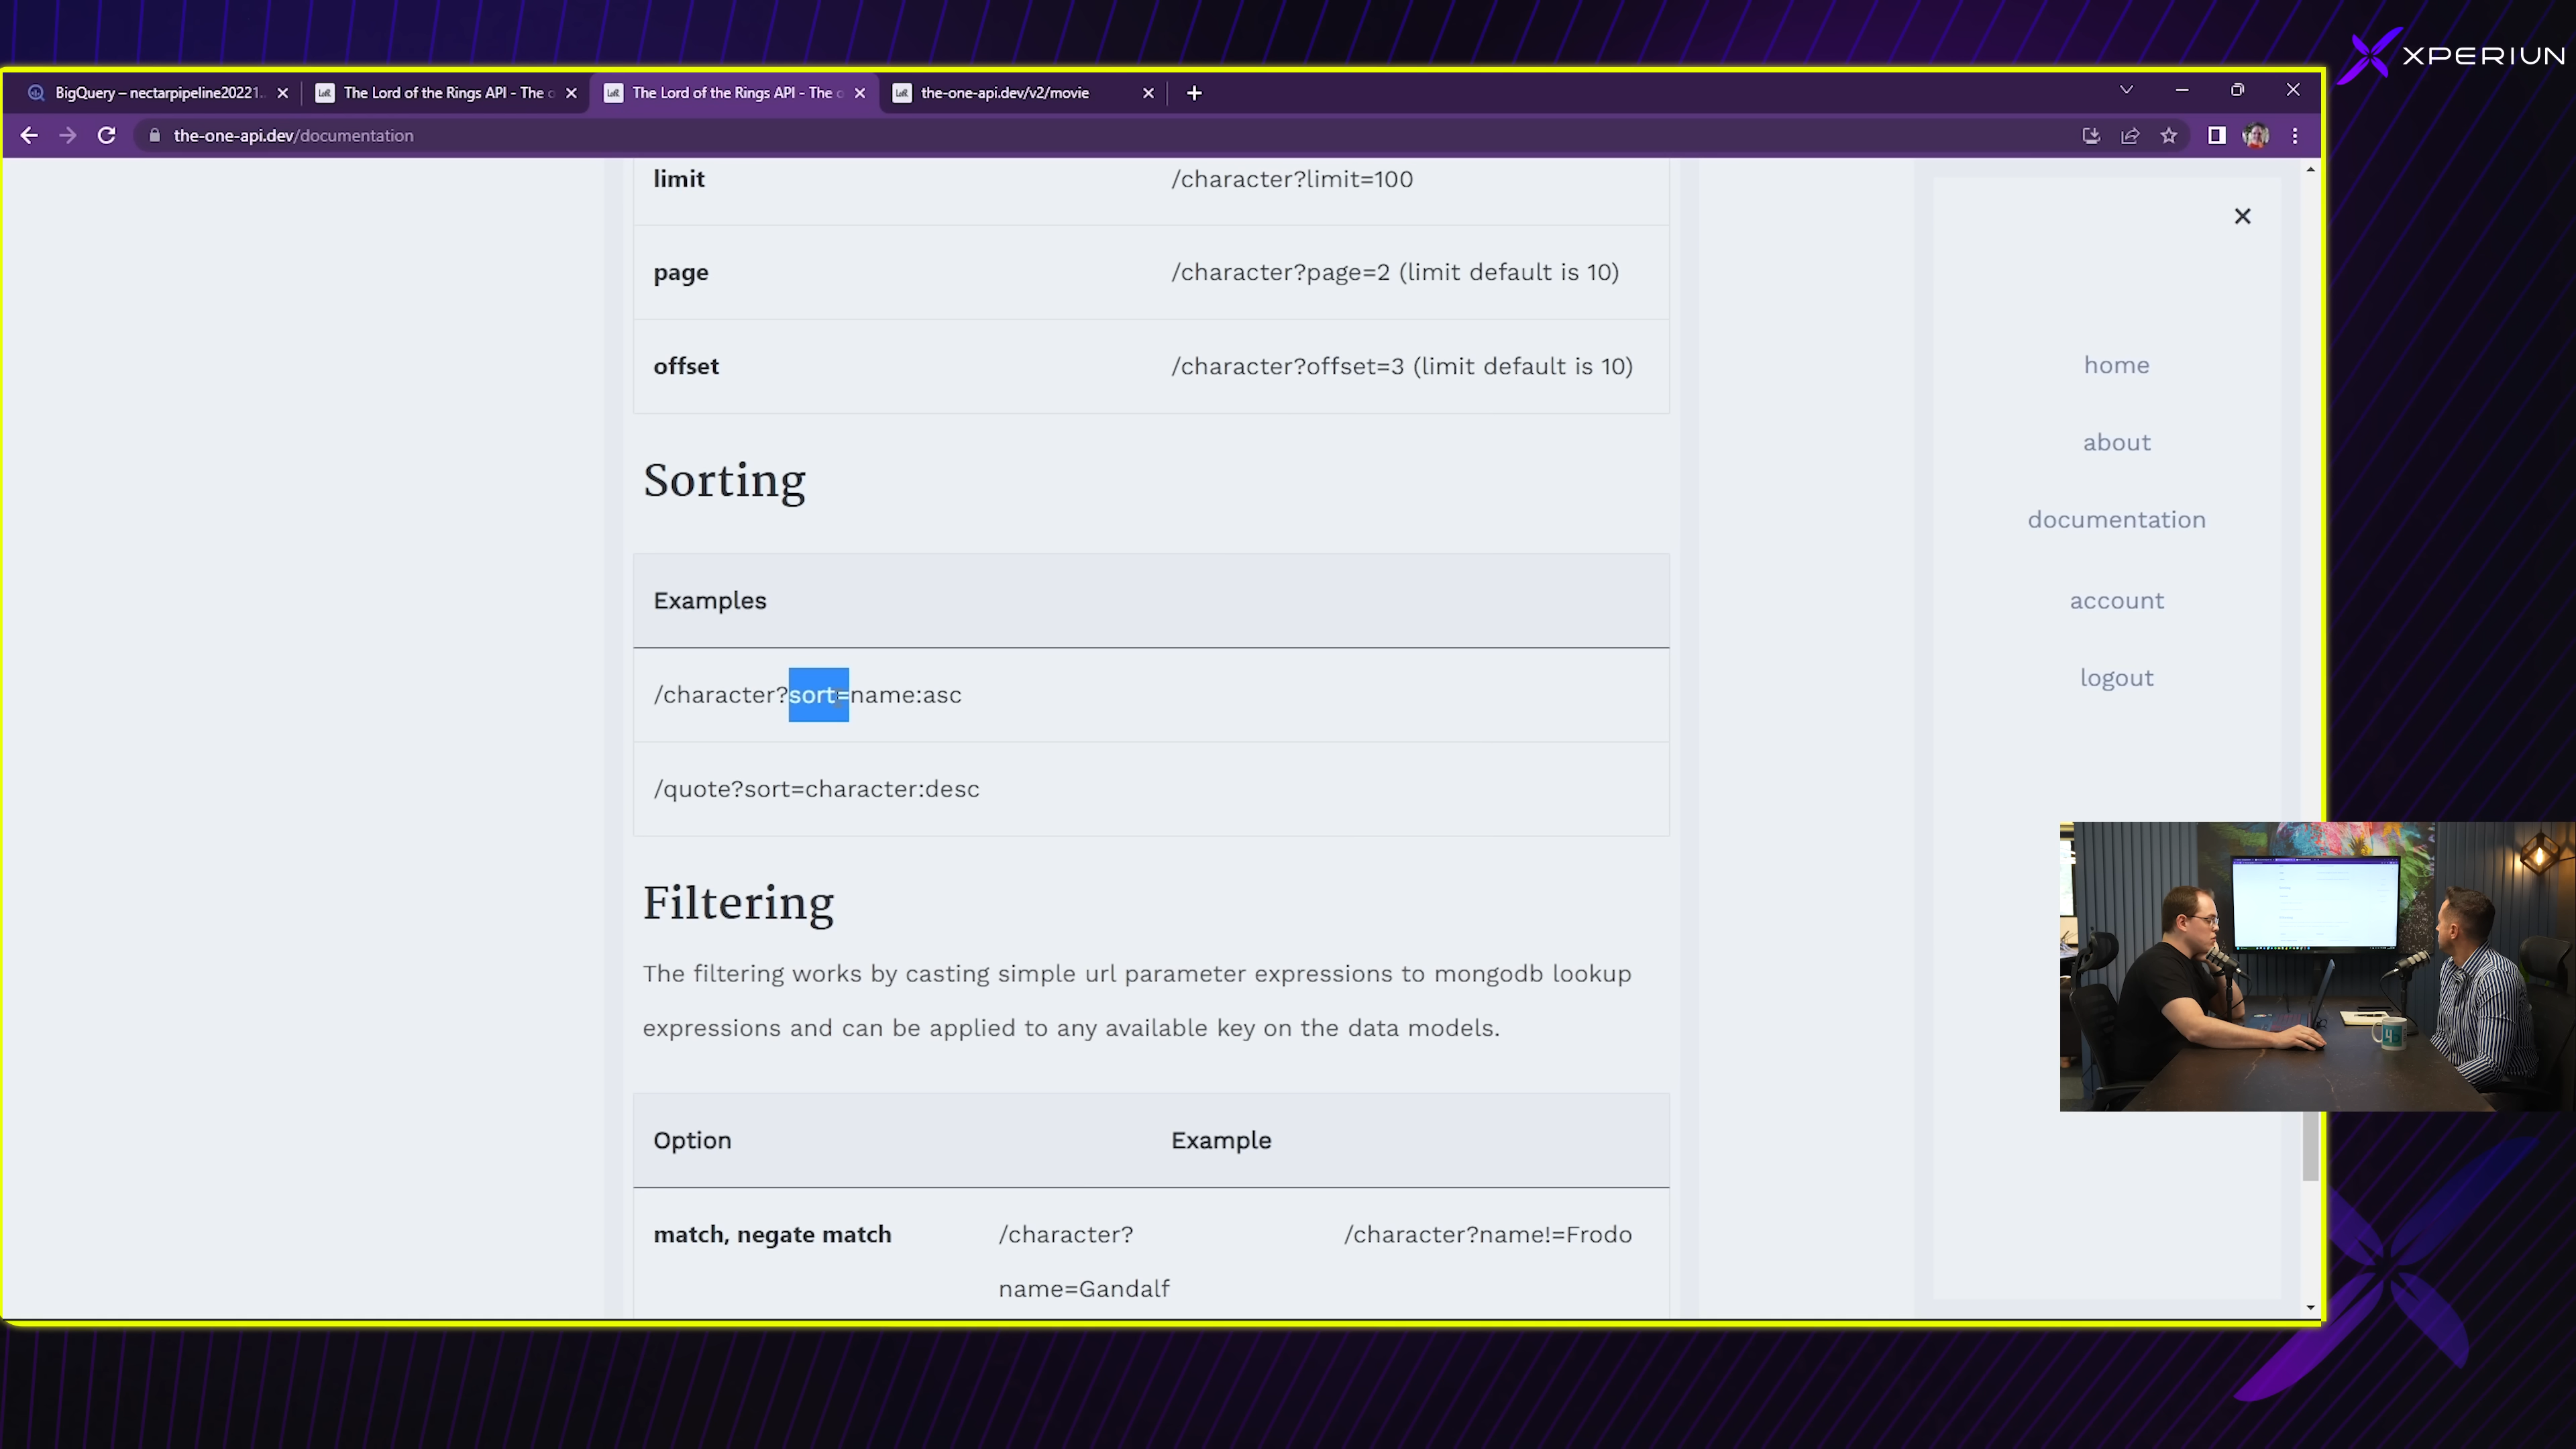 XPERIUN
BigQuery – nectarpipeline20221..
The Lord of the Rings API - The o
The Lord of the Rings API - The o
the-one-api.dev/v2/movie
the-one-api.dev/documentation
limit /character?limit=100
page /character?page=2 (limit default is 10)
offset /character?offset=3 (limit default is 10)
Sorting
Examples
/character?sort=name:asc
/quote?sort=character:desc
Filtering
The filtering works by casting simple url parameter expressions to mongodb lookup
expressions and can be applied to any available key on the data models.
Option Example
match, negate match /character? /character?name!=Frodo
name=Gandalf
home
about
documentation
account
logout